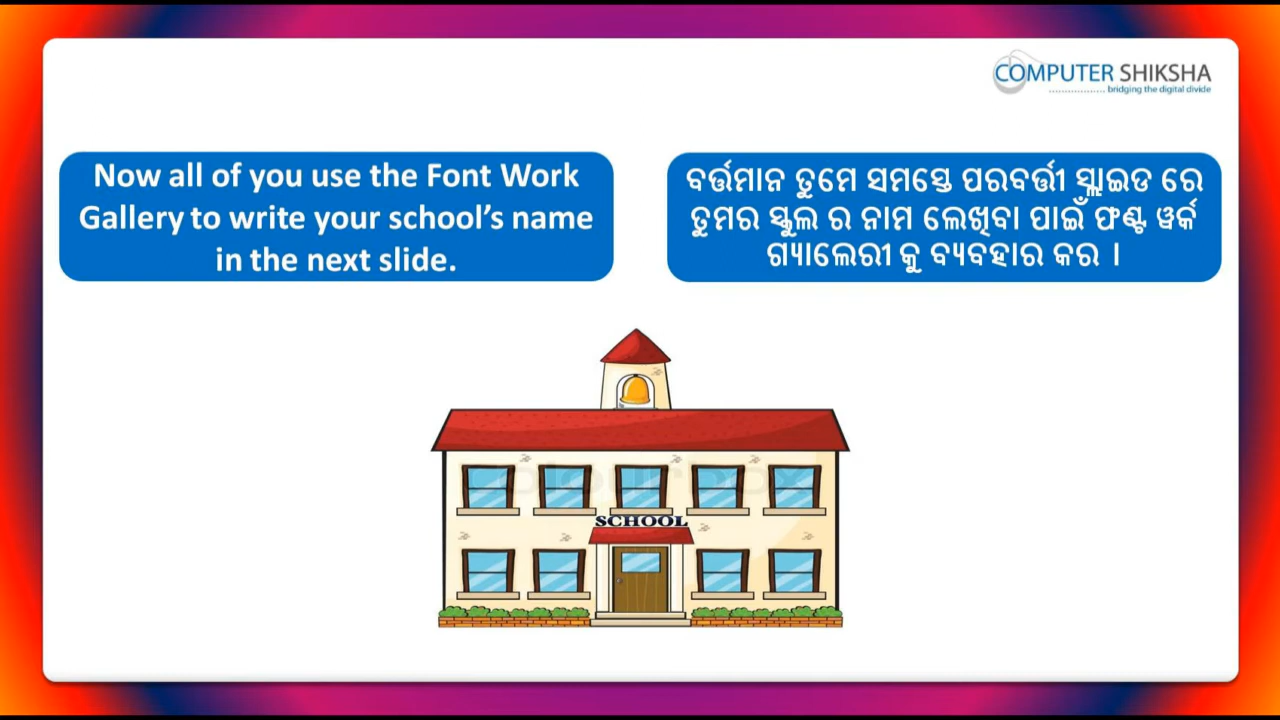 COMPUTER SHIKSHA
bridging the digital divide
Now all of you use the Font Work
Gallery to write your school's name
in the next slide.
ବର୍ତ୍ତମାନ ତୁମେ ସମସ୍ତେ ପରବର୍ତ୍ତୀ ସ୍ଲାଇଡ ରେ
ତୁମର ସ୍କୁଲ ର ନାମ ଲେଖିବା ପାଇଁ ଫଣ୍ଟ ୱର୍କ
ଗ୍ୟାଲେରୀ କୁ ବ୍ୟବହାର କର ।
colourbox
SCHOOL